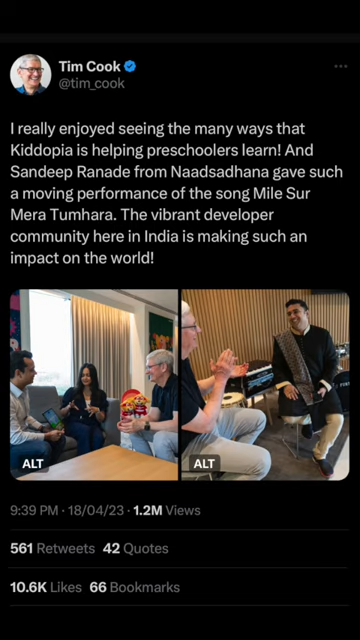 Tim Cook
@tim_cook
I really enjoyed seeing the many ways that
Kiddopia is helping preschoolers learn! And
Sandeep Ranade from Naadsadhana gave such
a moving performance of the song Mile Sur
Mera Tumhara. The vibrant developer
community here in India is making such an
impact on the world!
ALT
ALT
9:39 PM · 18/04/23 · 1.2M Views
561 Retweets 42 Quotes
10.6K Likes 66 Bookmarks